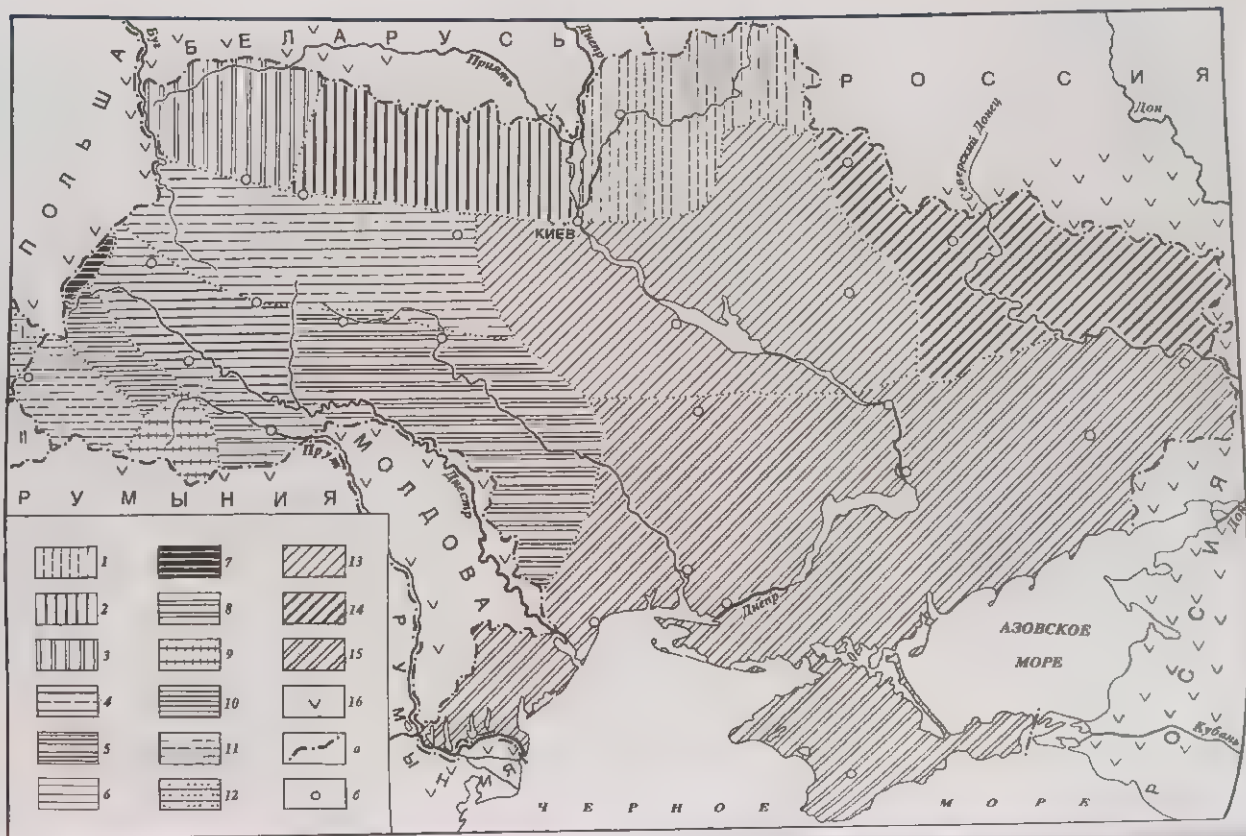 БЕЛАРУСЬ
ПОЛЬША
РОССИЯ
Буг
Припять
Днепр
Северский Донец
Дон
КИЕВ
РУМЫНИЯ
МОЛДОВА
Прут
Днестр
РУМЫНИЯ
Днепр
АЗОВСКОЕ
МОРЕ
РОССИЯ
Дон
Кубань
ЧЕРНОЕ МОРЕ
1 7 13
2 8 14
3 9 15
4 10 16
5 11 а
6 12 б